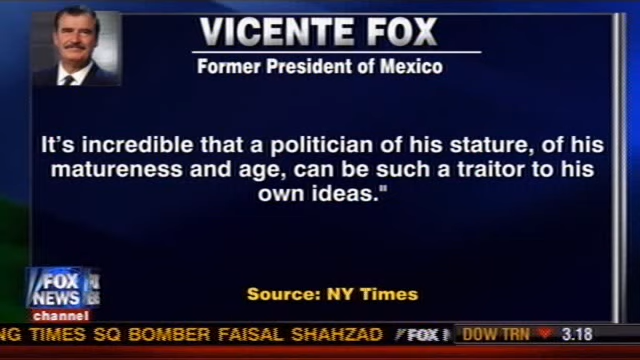 VICENTE FOX
Former President of Mexico
It's incredible that a politician of his stature, of his
matureness and age, can be such a traitor to his
own ideas."
Source: NY Times
FOX
NEWS
channel
NG TIMES SQ BOMBER FAISAL SHAHZAD FOX DOW TRN 3.18